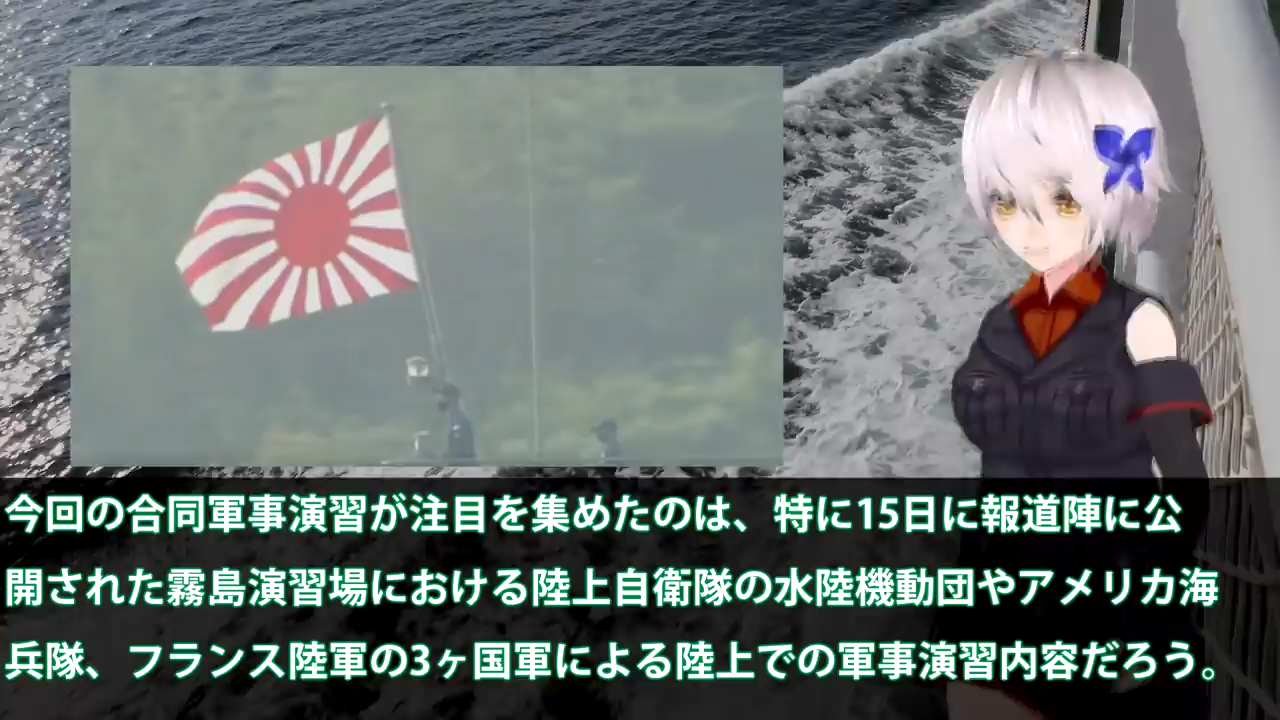 今回の合同軍事演習が注目を集めたのは、特に15日に報道陣に公
開された霧島演習場における陸上自衛隊の水陸機動団やアメリカ海
兵隊、フランス陸軍の3ヶ国軍による陸上での軍事演習内容だろう。